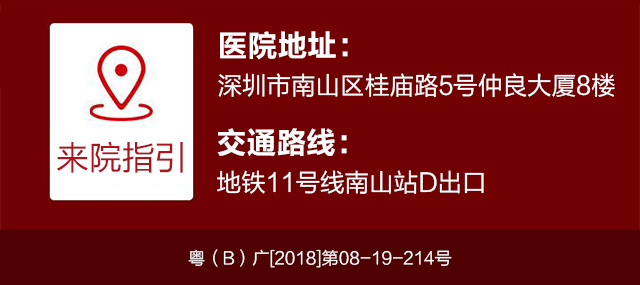 来院指引
医院地址：
深圳市南山区桂庙路5号仲良大厦8楼
交通路线：
地铁11号线南山站D出口
粤（B）广[2018]第08-19-214号